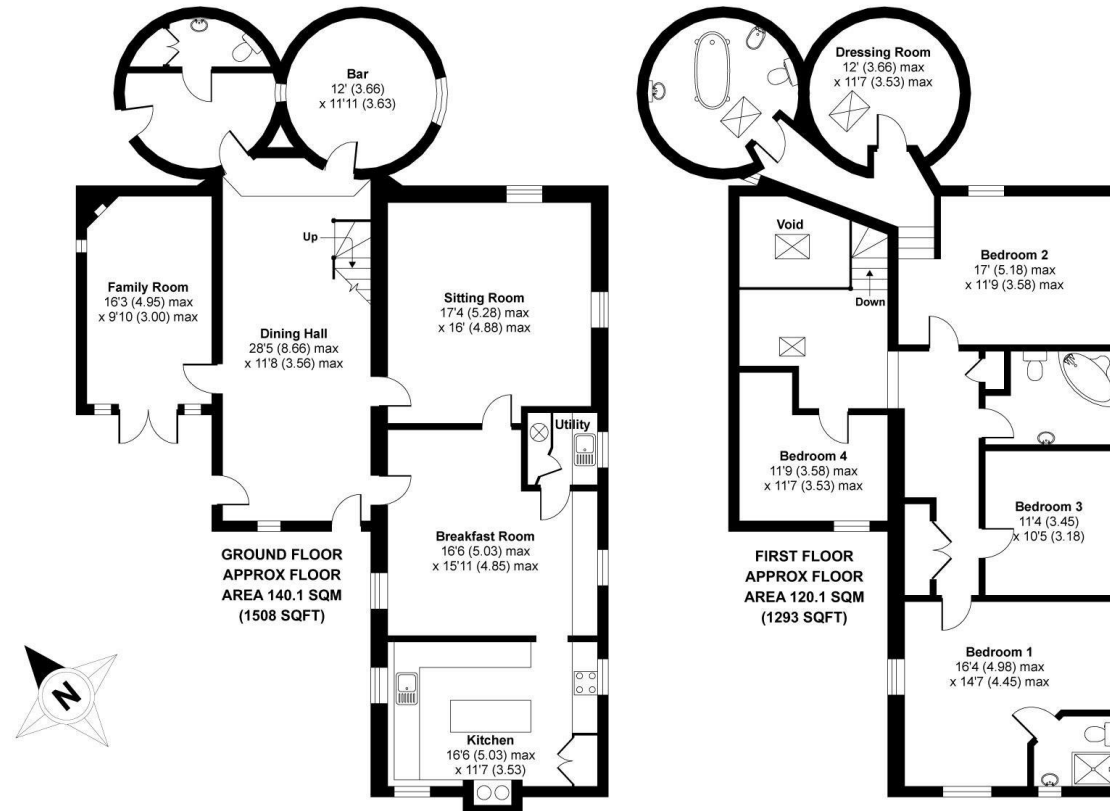 Bar
12' (3.66)
x 11'11 (3.63)
Family Room
16'3 (4.95) max
x 9'10 (3.00) max
Up
Dining Hall
28'5 (8.66) max
x 11'8 (3.56) max
Sitting Room
17'4 (5.28) max
x 16' (4.88) max
Utility
Breakfast Room
16'6 (5.03) max
x 15'11 (4.85) max
Kitchen
16'6 (5.03) max
x 11'7 (3.53)
GROUND FLOOR
APPROX FLOOR
AREA 140.1 SQM
(1508 SQFT)
N
Dressing Room
12' (3.66) max
x 11'7 (3.53) max
Void
Down
Bedroom 2
17' (5.18) max
x 11'9 (3.58) max
Bedroom 4
11'9 (3.58) max
x 11'7 (3.53) max
Bedroom 3
11'4 (3.45)
x 10'5 (3.18)
Bedroom 1
16'4 (4.98) max
x 14'7 (4.45) max
FIRST FLOOR
APPROX FLOOR
AREA 120.1 SQM
(1293 SQFT)